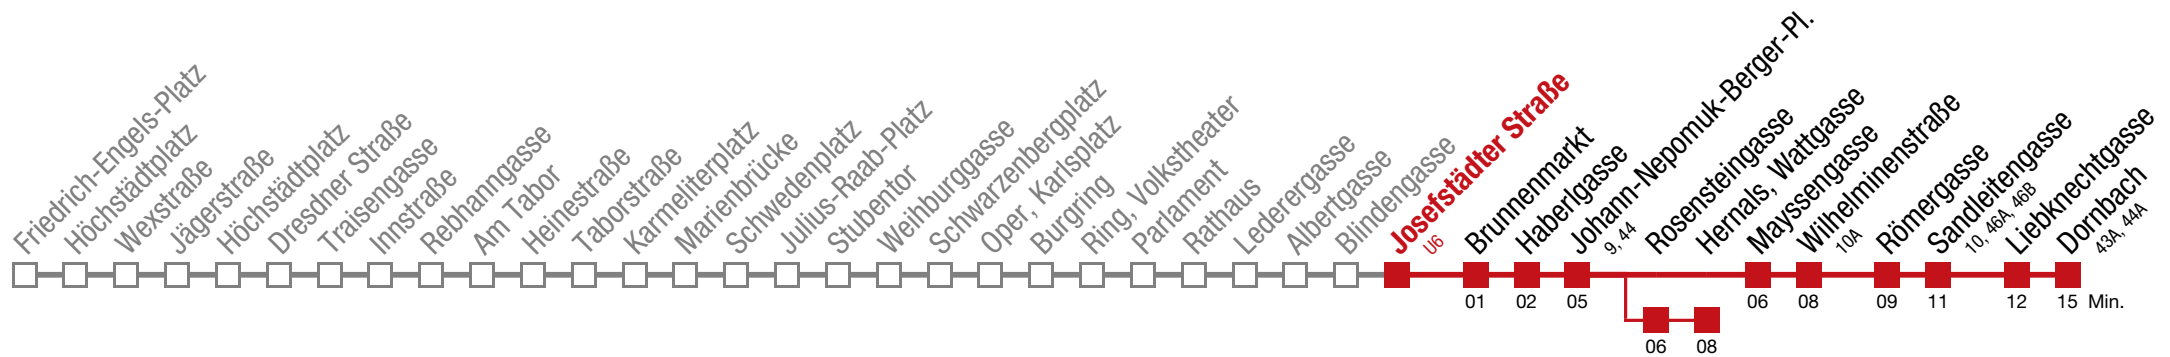 Friedrich-Engels-Platz
Höchstädtplatz
Wexstraße
Jägerstraße
Höchstädtplatz
Dresdner Straße
Traisengasse
Innstraße
Rebhanngasse
Am Tabor
Heinestraße
Taborstraße
Karmeliterplatz
Marienbrücke
Schwedenplatz
Julius-Raab-Platz
Stubentor
Weihburggasse
Schwarzenbergplatz
Oper, Karlsplatz
Burgring
Ring, Volkstheater
Parlament
Rathaus
Lederergasse
Albertgasse
Blindengasse
Josefstädter Straße
U6
Brunnenmarkt
Haberlgasse
Johann-Nepomuk-Berger-Pl.
9, 44
Rosensteingasse
Hernals, Wattgasse
Mayssengasse
Wilhelminenstraße
10A
Römergasse
Sandleitengasse
10, 46A, 46B
Liebknechtgasse
Dornbach
43A, 44A
01 02 05 06 08 09 11 12 15 Min.
06 08